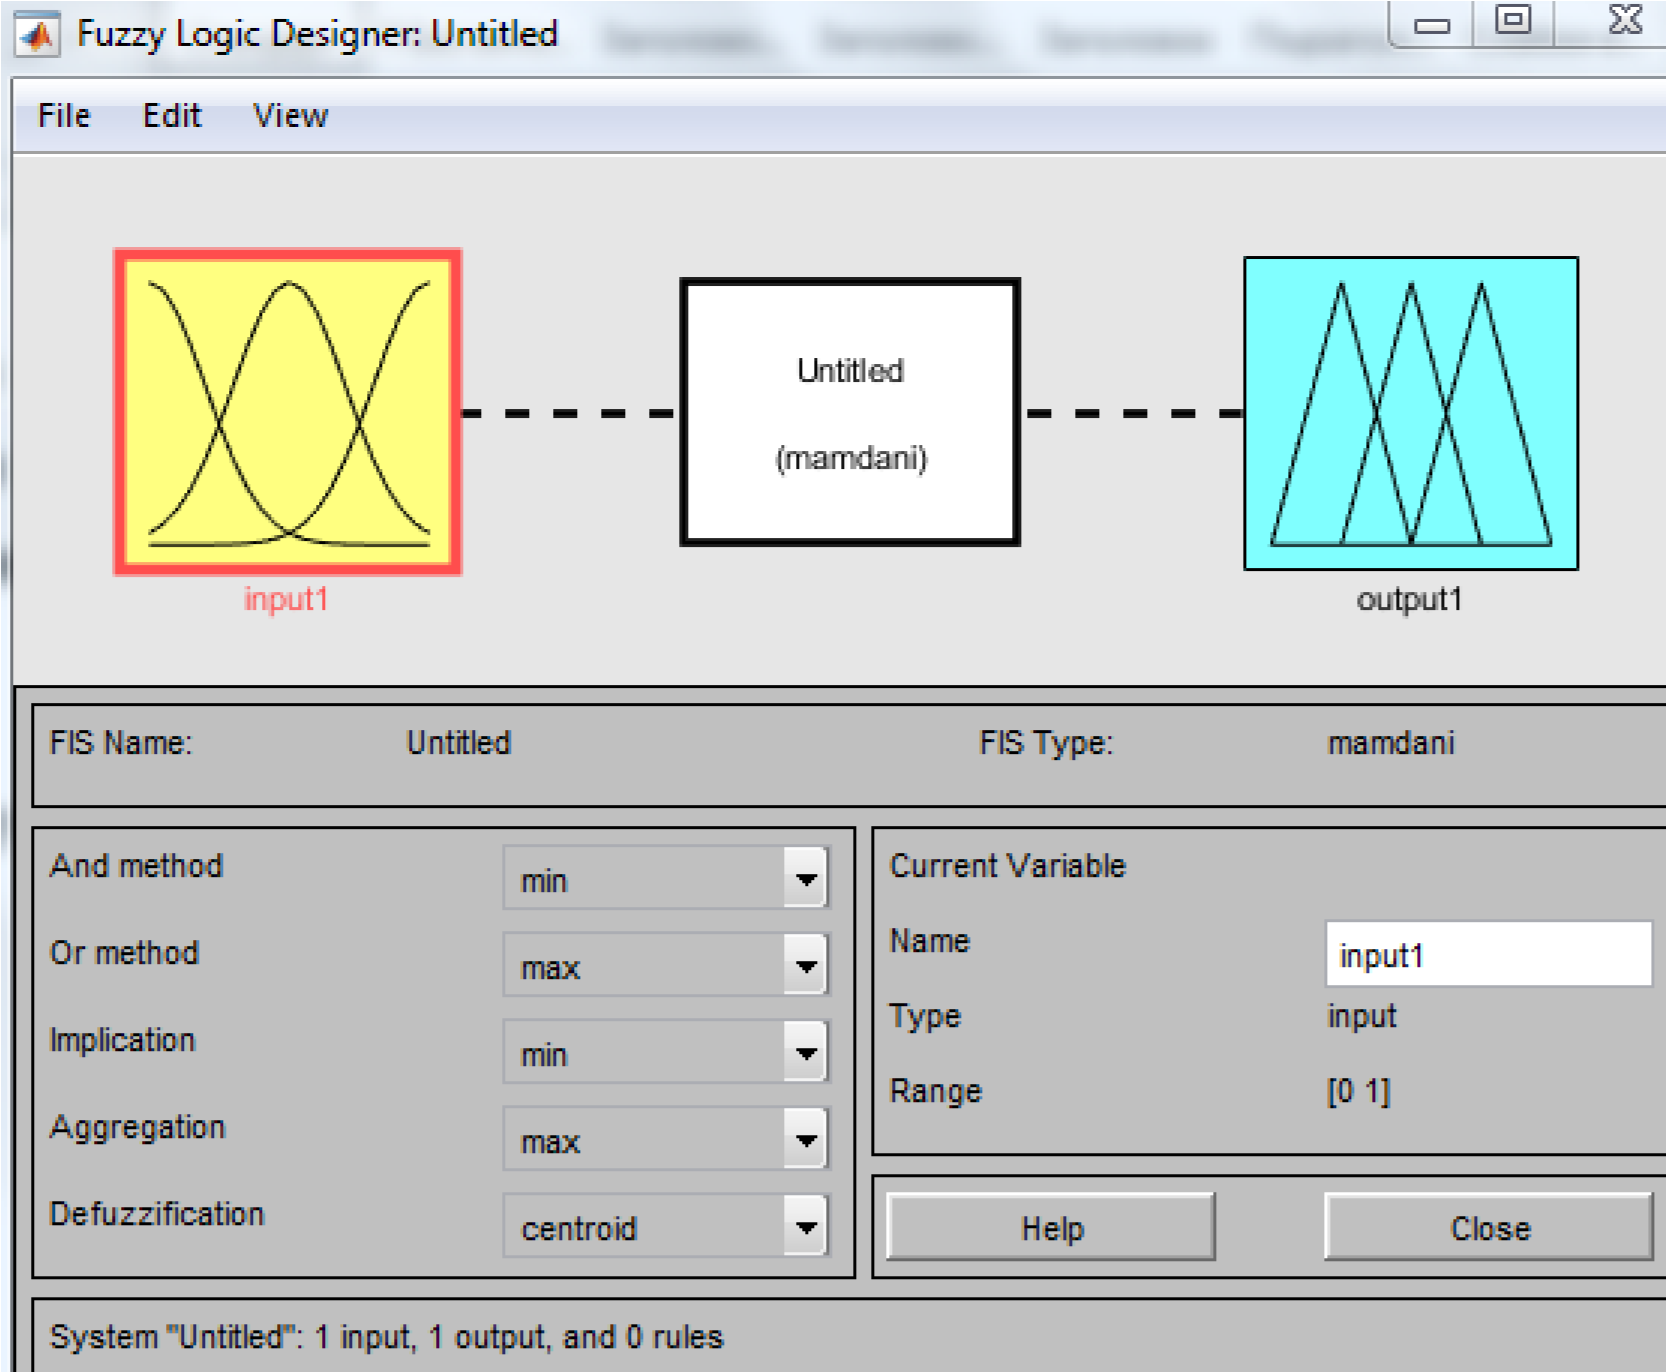 Fuzzy Logic Designer: Untitled
File Edit View
Untitled
(mamdani)
input1
output1
FIS Name: Untitled FIS Type: mamdani
And method min
Or method max
Implication min
Aggregation max
Defuzzification centroid
Current Variable
Name input1
Type input
Range [0 1]
Help Close
System "Untitled": 1 input, 1 output, and 0 rules